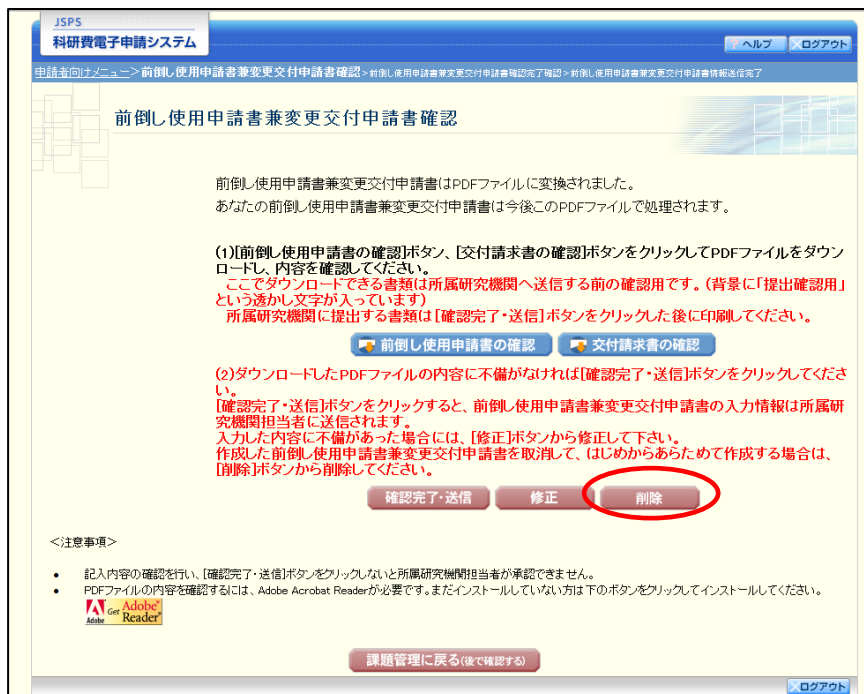 JSPS
科研費電子申請システム
ヘルプ ログアウト
申請者向けメニュー>前倒し使用申請書兼変更交付申請書確認>前倒し使用申請書兼変更交付申請書確認完了確認>前倒し使用申請書兼変更交付申請書情報送信完了
前倒し使用申請書兼変更交付申請書確認
前倒し使用申請書兼変更交付申請書はPDFファイルに変換されました。
あなたの前倒し使用申請書兼変更交付申請書は今後このPDFファイルで処理されます。
(1)[前倒し使用申請書の確認]ボタン、[交付請求書の確認]ボタンをクリックしてPDFファイルをダウン
ロードし、内容を確認してください。
ここでダウンロードできる書類は所属研究機関へ送信する前の確認用です。(背景に「提出確認用」
という透かし文字が入っています)
所属研究機関に提出する書類は[確認完了・送信]ボタンをクリックした後に印刷してください。
前倒し使用申請書の確認 交付請求書の確認
(2)ダウンロードしたPDFファイルの内容に不備がなければ[確認完了・送信]ボタンをクリックしてくださ
い。
[確認完了・送信]ボタンをクリックすると、前倒し使用申請書兼変更交付申請書の入力情報は所属研
究機関担当者に送信されます。
入力した内容に不備があった場合には、[修正]ボタンから修正して下さい。
作成した前倒し使用申請書兼変更交付申請書を取消して、はじめからあらためて作成する場合は、
[削除]ボタンから削除してください。
確認完了・送信 修正 削除
<注意事項>
• 記入内容の確認を行い、[確認完了・送信]ボタンをクリックしないと所属研究機関担当者が承認できません。
• PDFファイルの内容を確認するには、Adobe Acrobat Readerが必要です。まだインストールしていない方は下のボタンをクリックしてインストールしてください。
Adobe Get Adobe Reader
課題管理に戻る(後で確認する)
ログアウト